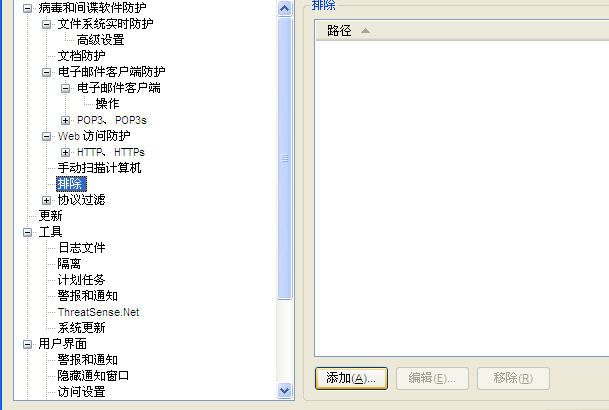 病毒和间谍软件防护
文件系统实时防护
高级设置
文档防护
电子邮件客户端防护
电子邮件客户端
操作
POP3、POP3s
Web 访问防护
HTTP、HTTPs
手动扫描计算机
排除
协议过滤
更新
工具
日志文件
隔离
计划任务
警报和通知
ThreatSense.Net
系统更新
用户界面
警报和通知
隐藏通知窗口
访问设置
排除
路径
添加(A)... 编辑(E)... 移除(R)